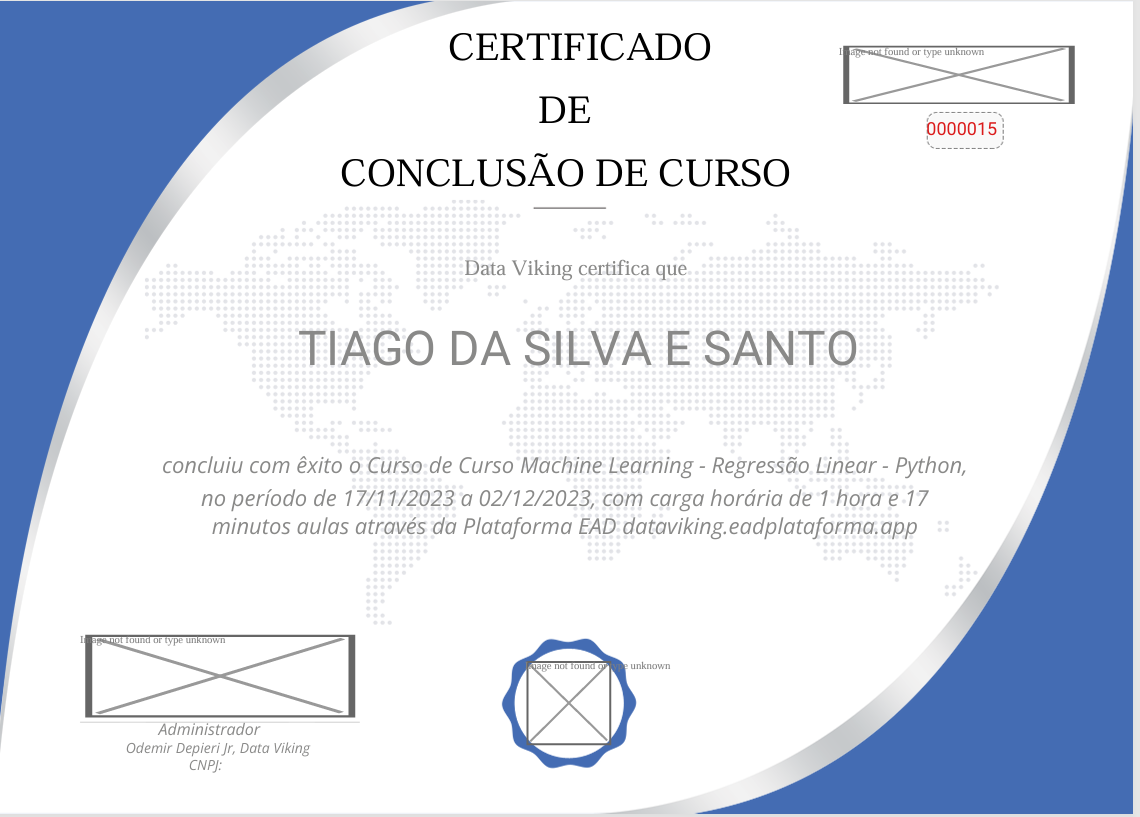 CERTIFICADO
DE
CONCLUSÃO DE CURSO
Image not found or type unknown
0000015
Data Viking certifica que
TIAGO DA SILVA E SANTO
concluiu com êxito o Curso de Curso Machine Learning - Regressão Linear - Python,
no período de 17/11/2023 a 02/12/2023, com carga horária de 1 hora e 17
minutos aulas através da Plataforma EAD dataviking.eadplataforma.app
Image not found or type unknown
Administrador
Odemir Depieri Jr, Data Viking
CNPJ:
Image not found or type unknown